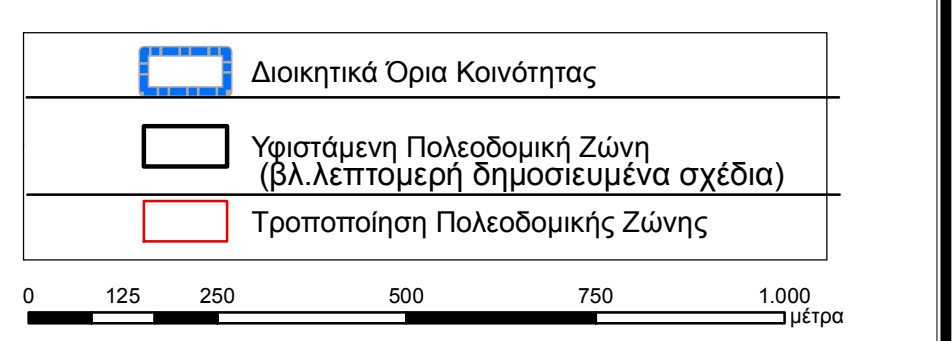 Διοικητικά Όρια Κοινότητας
Υφιστάμενη Πολεοδομική Ζώνη
(βλ.λεπτομερή δημοσιευμένα σχέδια)
Τροποποίηση Πολεοδομικής Ζώνης
0 125 250 500 750 1.000
μέτρα